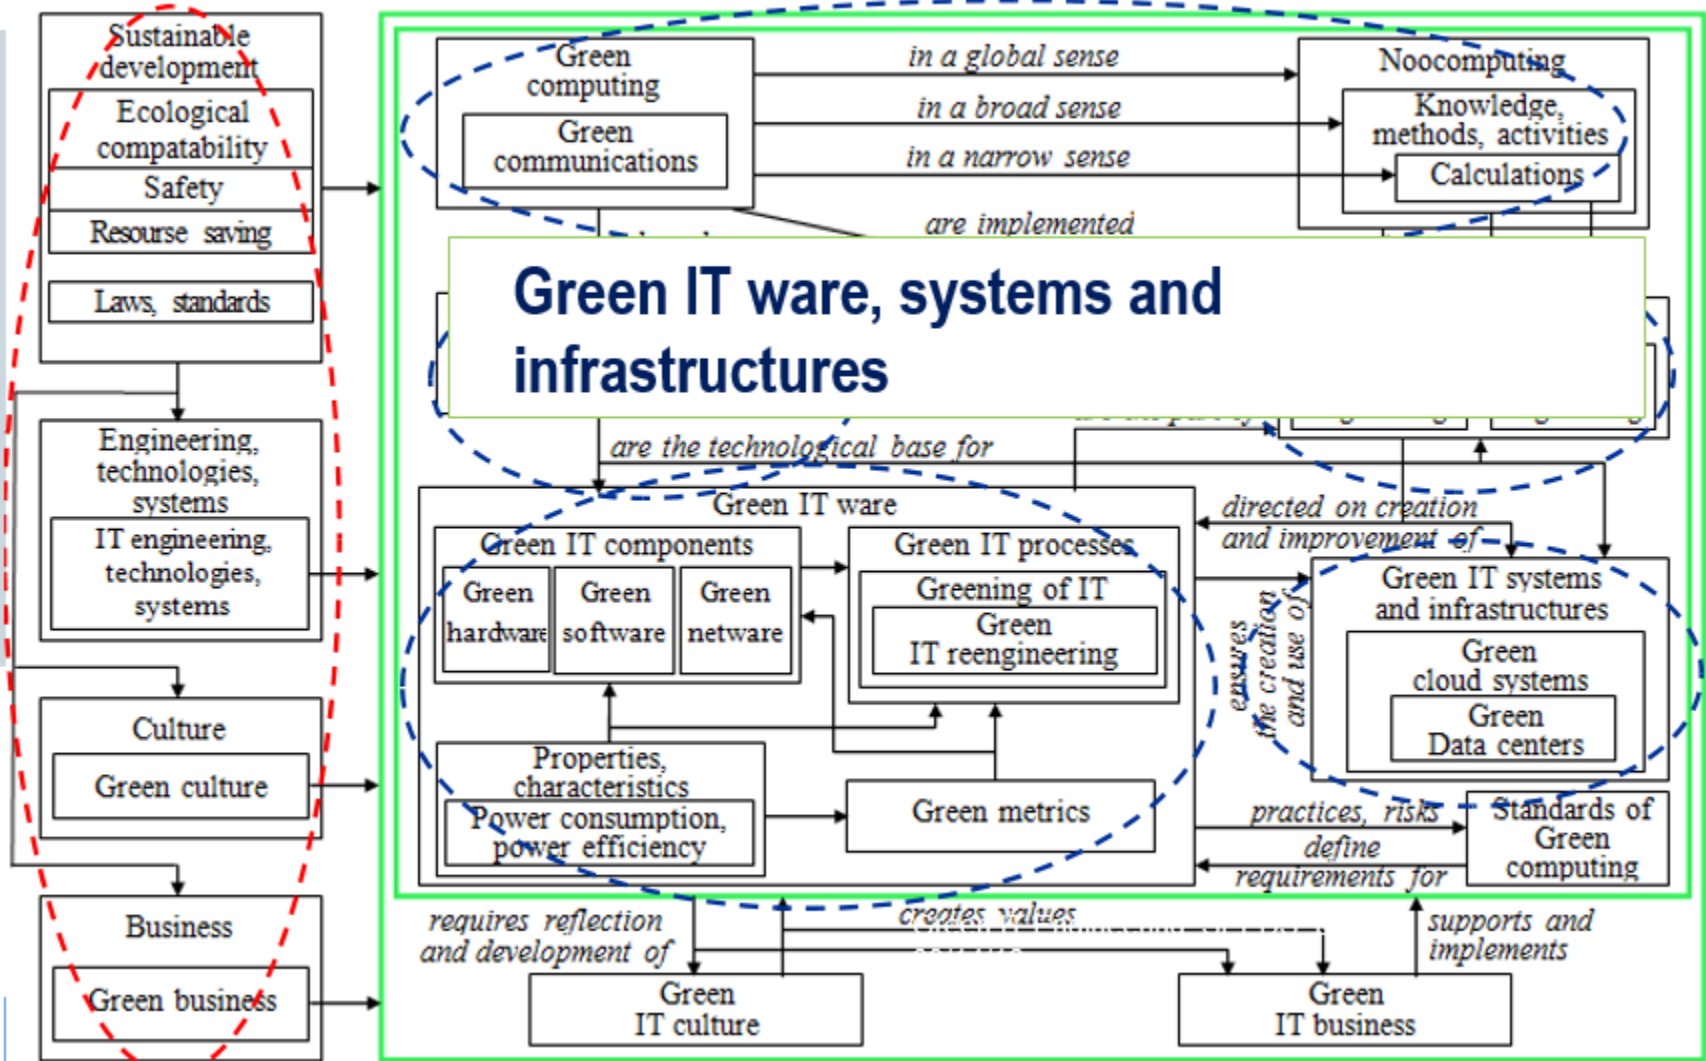 Sustainable
development
Ecological
compatability
Safety
Resourse saving
Laws, standards
Engineering,
technologies,
systems
IT engineering,
technologies,
systems
Culture
Green culture
Business
Green business
Green
computing
Green
communications
in a global sense
in a broad sense
in a narrow sense
are implemented
Noocomputing
Knowledge,
methods, activities
Calculations
Green IT ware, systems and
infrastructures
are the technological base for
Green IT ware
Green IT components
Green
hardware
Green
software
Green
netware
Green IT processes
Greening of IT
Green
IT reengineering
Properties,
characteristics
Power consumption,
power efficiency
Green metrics
directed on creation
and improvement of
ensures
the creation
and use of
Green IT systems
and infrastructures
Green
cloud systems
Green
Data centers
practices, risks
define
requirements for
Standards of
Green
computing
requires reflection
and development of
creates values
supports and
implements
Green
IT culture
Green
IT business